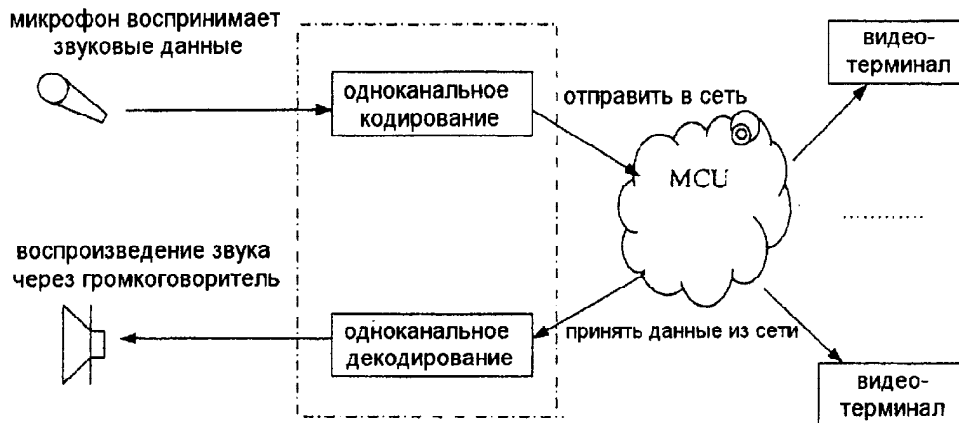 микрофон воспринимает
звуковые данные
одноканальное
кодирование
отправить в сеть
видео-
терминал
MCU
воспроизведение звука
через громкоговоритель
одноканальное
декодирование
принять данные из сети
видео-
терминал